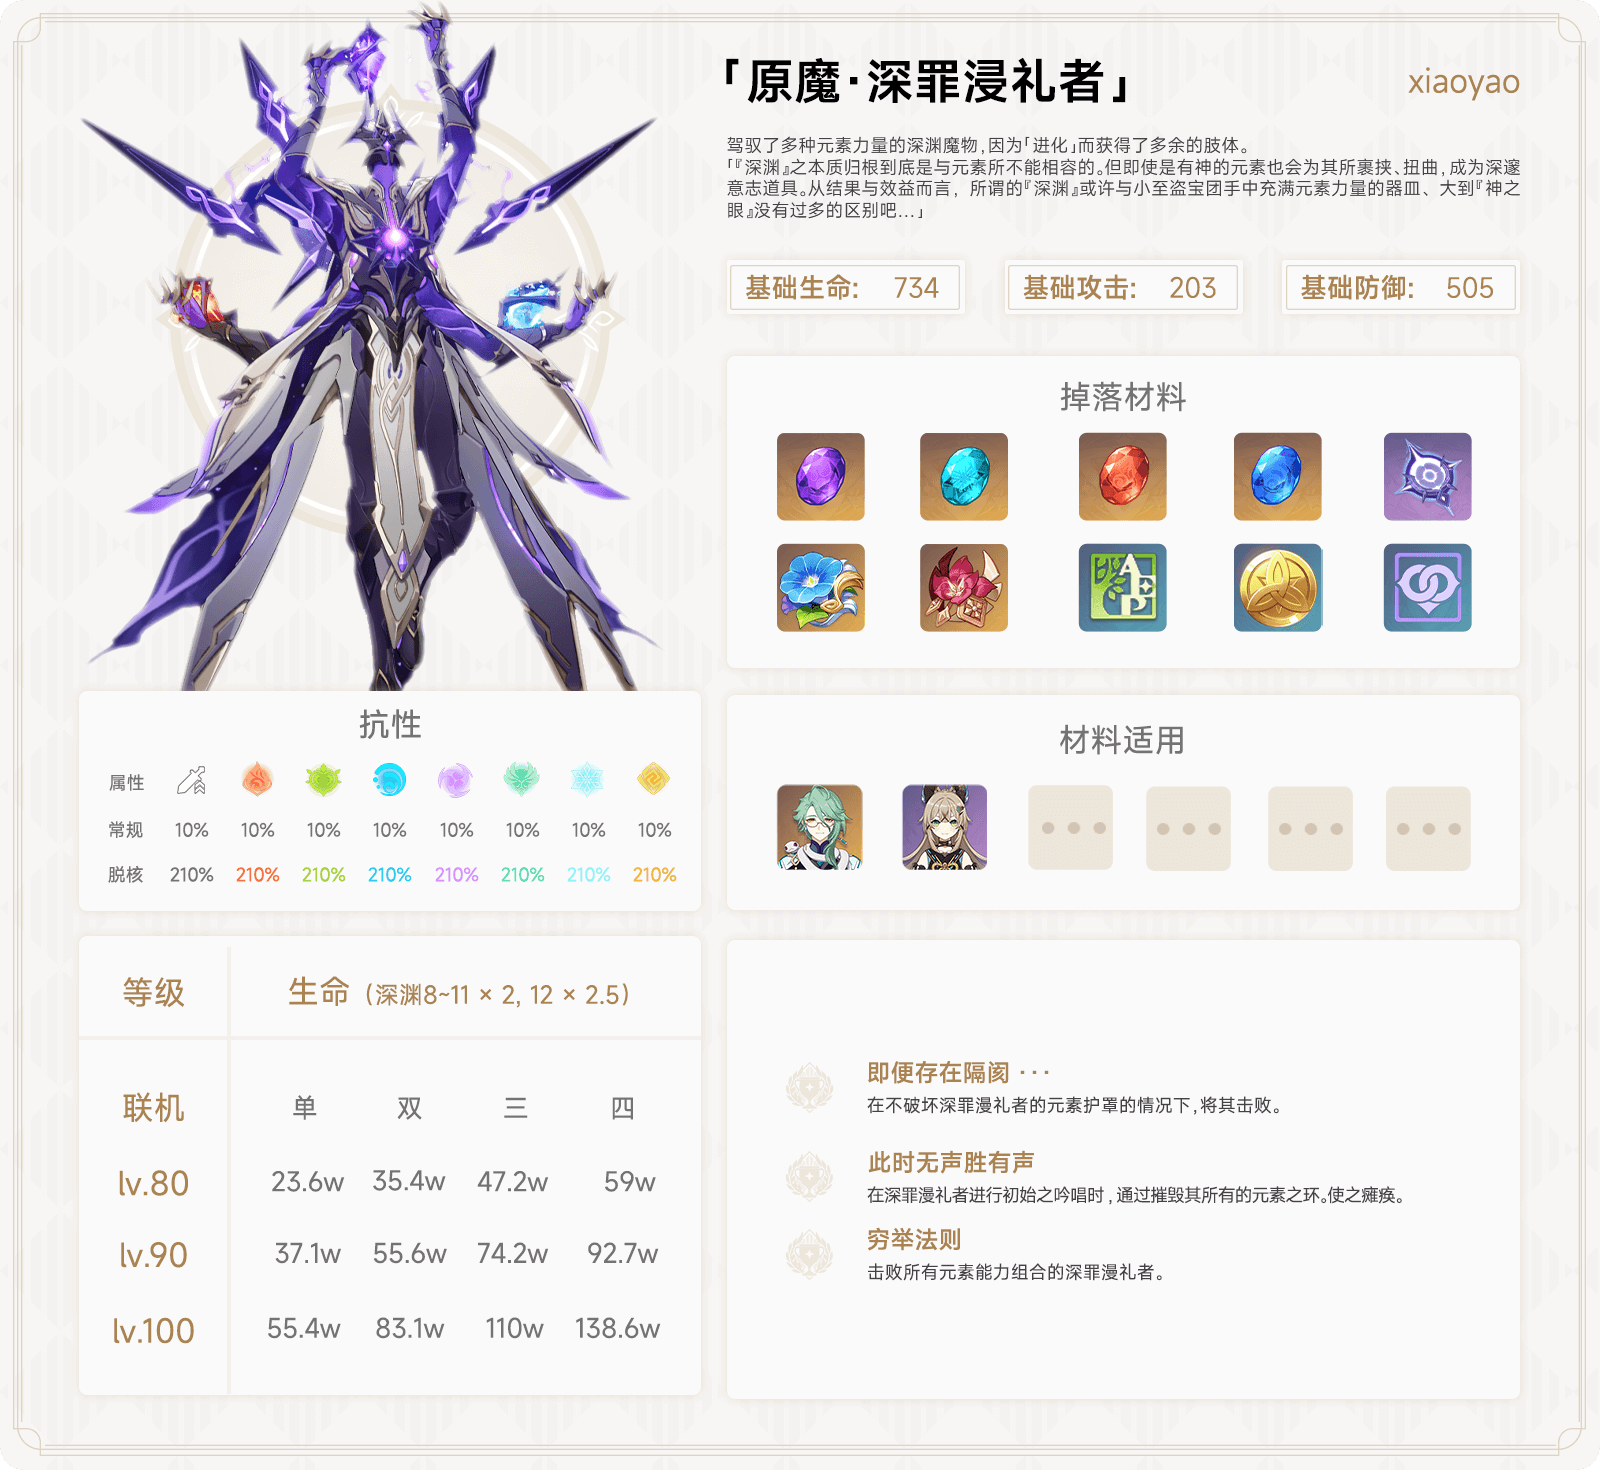 「原魔·深罪浸礼者」
xiaoyao
驾驭了多种元素力量的深渊魔物,因为「进化」而获得了多余的肢体。
「『深渊』之本质归根到底是与元素所不能相容的。但即使是有神的元素也会为其所裹挟、扭曲,成为深邃
意志道具。从结果与效益而言，所谓的『深渊』或许与小至盗宝团手中充满元素力量的器皿、大到『神之
眼』没有过多的区别吧...」
基础生命: 734
基础攻击: 203
基础防御: 505
掉落材料
AEP
抗性
属性
常规 10% 10% 10% 10% 10% 10% 10% 10%
脱核 210% 210% 210% 210% 210% 210% 210% 210%
材料适用
等级 生命 (深渊8~11 × 2, 12 × 2.5)
联机 单 双 三 四
lv.80 23.6w 35.4w 47.2w 59w
lv.90 37.1w 55.6w 74.2w 92.7w
lv.100 55.4w 83.1w 110w 138.6w
即便存在隔阂 ···
在不破坏深罪漫礼者的元素护罩的情况下,将其击败。
此时无声胜有声
在深罪漫礼者进行初始之吟唱时,通过摧毁其所有的元素之环。使之瘫痪。
穷举法则
击败所有元素能力组合的深罪漫礼者。